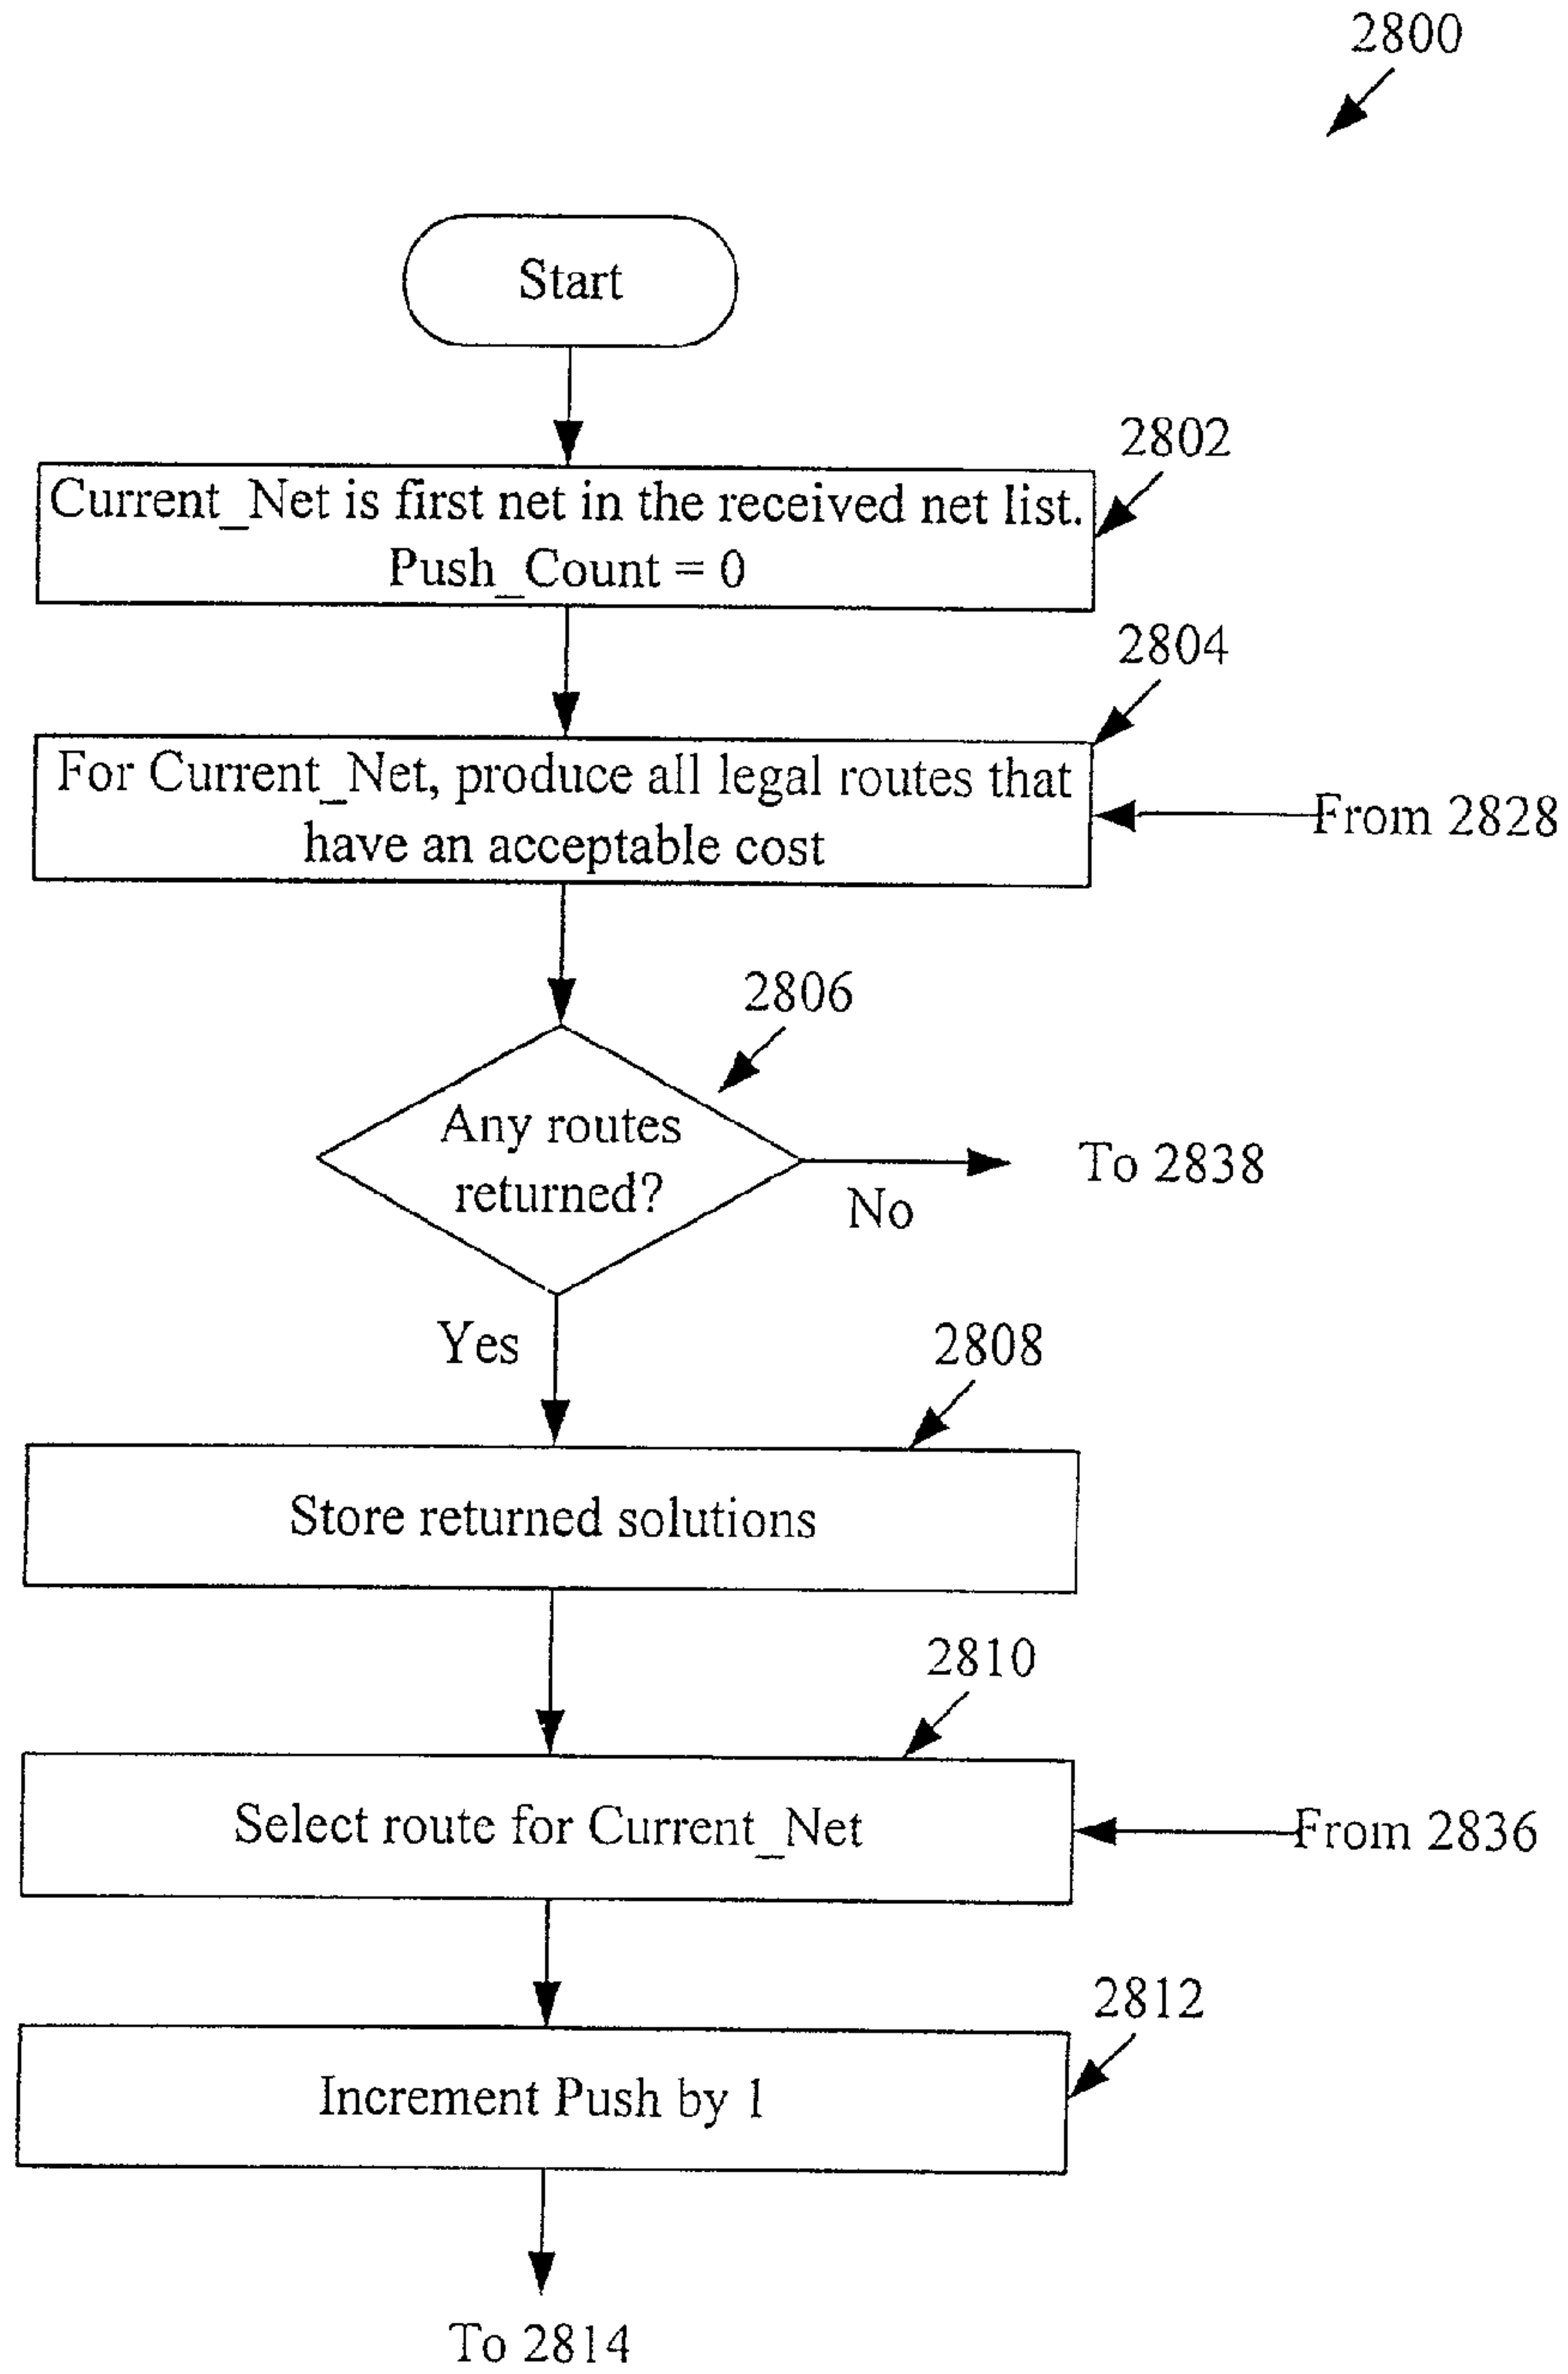 2800
Start
2802
Current_Net is first net in the received net list.
Push_Count = 0
2804
For Current_Net, produce all legal routes that
have an acceptable cost
From 2828
2806
Any routes
returned?
To 2838
No
Yes
2808
Store returned solutions
2810
Select route for Current_Net
From 2836
2812
Increment Push by 1
To 2814